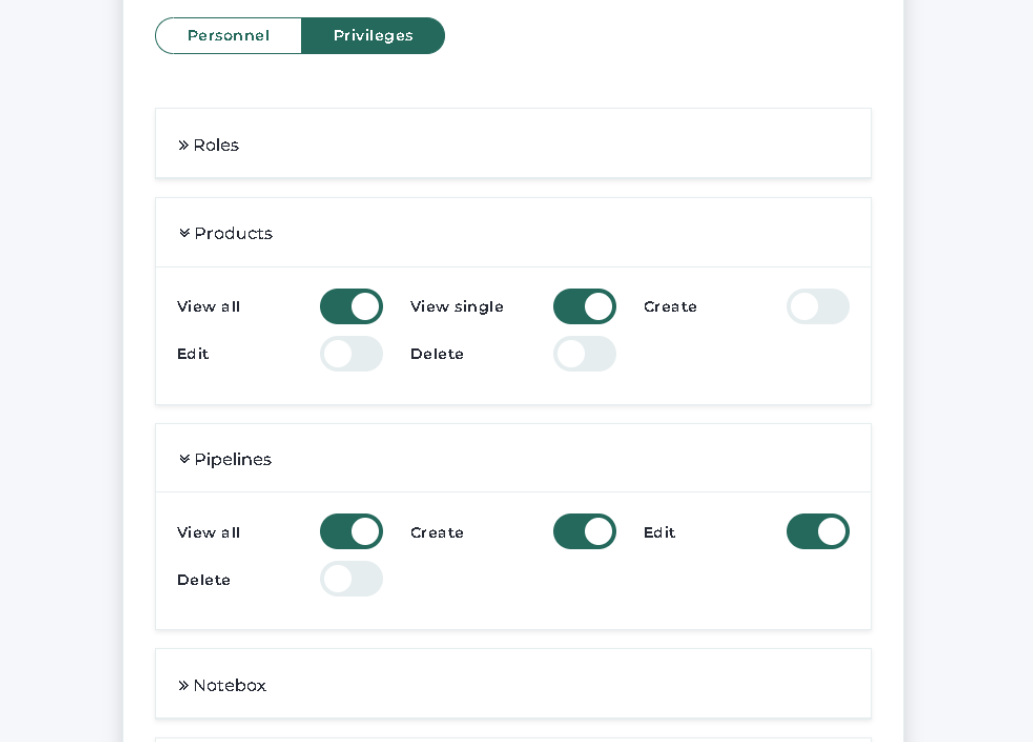 Personnel Privileges
Roles
Products
View all View single Create
Edit Delete
Pipelines
View all Create Edit
Delete
Notebox